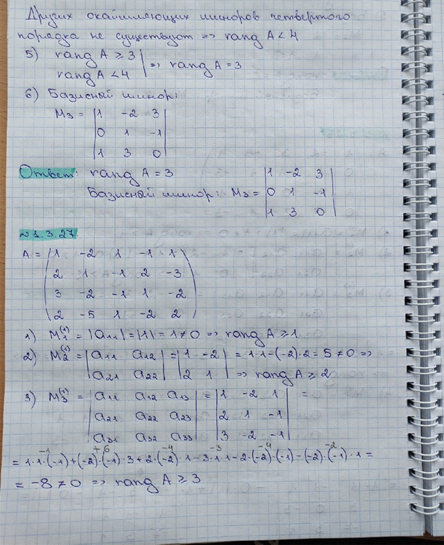 Других окаймляющих миноров четвертого
порядка не существует => rang A < 4
5) rang A ≥ 3 | => rang A = 3
rang A < 4
6) Базисный минор:
M₃ = |1 -2 3|
|0 1 -1|
|1 3 0|
Ответ: rang A = 3
Базисный минор: M₃ = |1 -2 3|
|0 1 -1|
|1 3 0|
№1.3.27
A = (1 -2 1 -1 1)
(2 1 -1 2 -3)
(3 -2 -1 1 -2)
(2 -5 1 -2 2)
1) M₁⁽¹⁾ = |a₁₁| = |1| = 1 ≠ 0 => rang A ≥ 1
2) M₂⁽¹⁾ = |a₁₁ a₁₂| = |1 -2| = 1·1-(-2)·2 = 5 ≠ 0 =>
|a₂₁ a₂₂| |2 1| => rang A ≥ 2
3) M₃⁽¹⁾ = |a₁₁ a₁₂ a₁₃| = |1 -2 1| =
|a₂₁ a₂₂ a₂₃| |2 1 -1|
|a₃₁ a₃₂ a₃₃| |3 -2 -1|
= 1·1·(-1)+(-2)·(-1)·3+2·(-2)·1-3·1·1-2·(-2)·(-1)-(-2)·(-1)·1 =
= -8 ≠ 0 => rang A ≥ 3